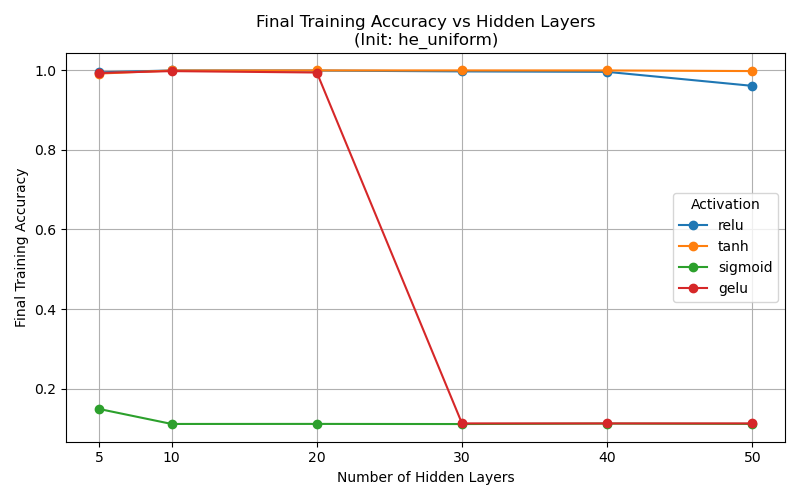 Final Training Accuracy vs Hidden Layers
(Init: he_uniform)
Final Training Accuracy
1.0
0.8
0.6
0.4
0.2
Activation
relu
tanh
sigmoid
gelu
5 10 20 30 40 50
Number of Hidden Layers